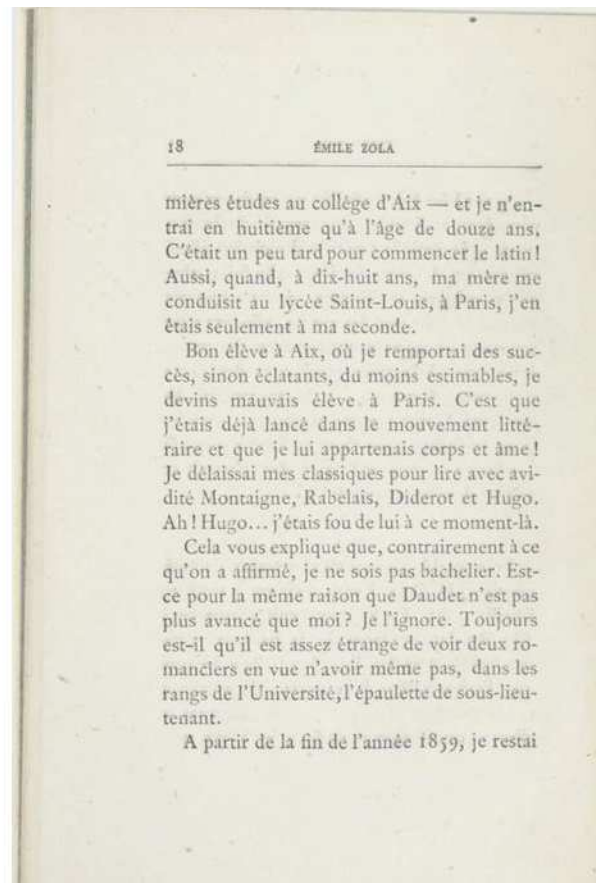 18 ÉMILE ZOLA
mières études au collége d'Aix — et je n'en-
trai en huitième qu'à l'âge de douze ans.
C'était un peu tard pour commencer le latin!
Aussi, quand, à dix-huit ans, ma mère me
conduisit au lycée Saint-Louis, à Paris, j'en
étais seulement à ma seconde.
Bon élève à Aix, où je remportai des suc-
cès, sinon éclatants, du moins estimables, je
devins mauvais élève à Paris. C'est que
j'étais déjà lancé dans le mouvement litté-
raire et que je lui appartenais corps et âme!
Je délaissai mes classiques pour lire avec avi-
dité Montaigne, Rabelais, Diderot et Hugo.
Ah! Hugo... j'étais fou de lui à ce moment-là.
Cela vous explique que, contrairement à ce
qu'on a affirmé, je ne sois pas bachelier. Est-
ce pour la même raison que Daudet n'est pas
plus avancé que moi? Je l'ignore. Toujours
est-il qu'il est assez étrange de voir deux ro-
manciers en vue n'avoir même pas, dans les
rangs de l'Université, l'épaulette de sous-lieu-
tenant.
A partir de la fin de l'année 1859, je restai